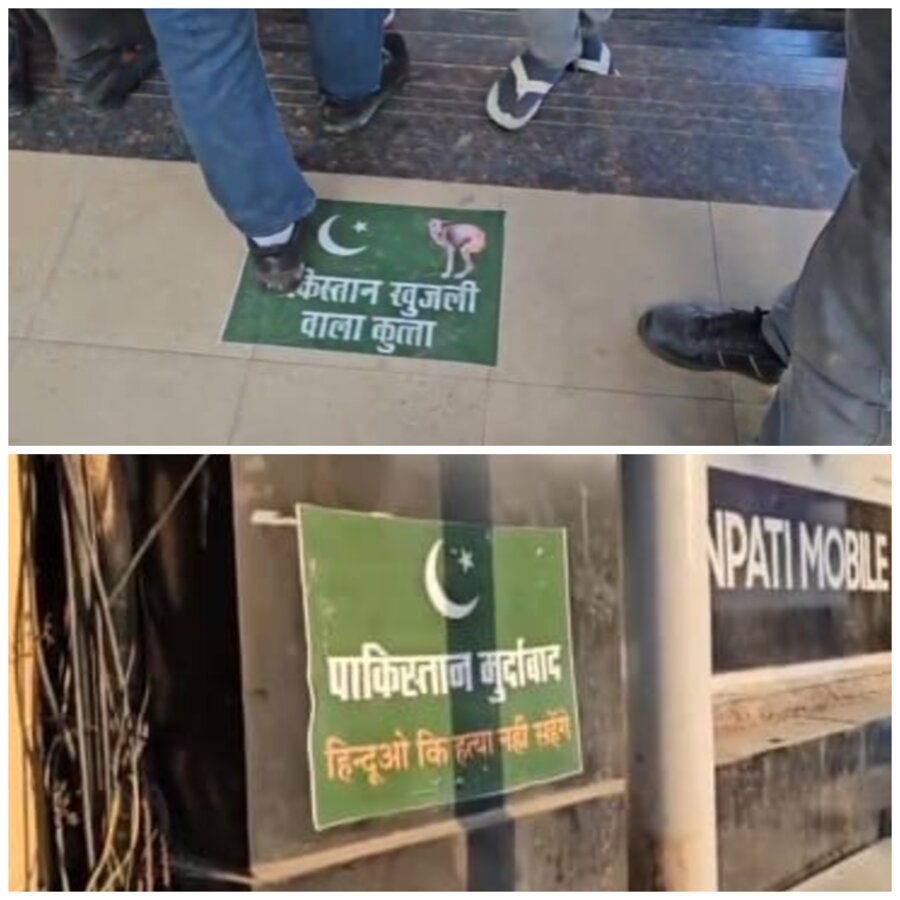 किस्तान खुजली
वाला कुत्ता
पाकिस्तान मुर्दाबाद
हिन्दूओ कि हत्या नही सहेंगे
NPATI MOBILE